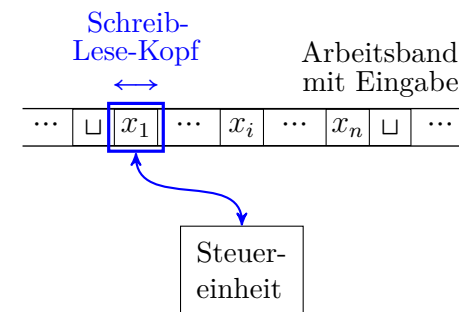 Schreib-
Lese-Kopf
Arbeitsband
mit Eingabe
... ⊔ x₁ ... xᵢ ... xₙ ⊔ ...
Steuer-
einheit